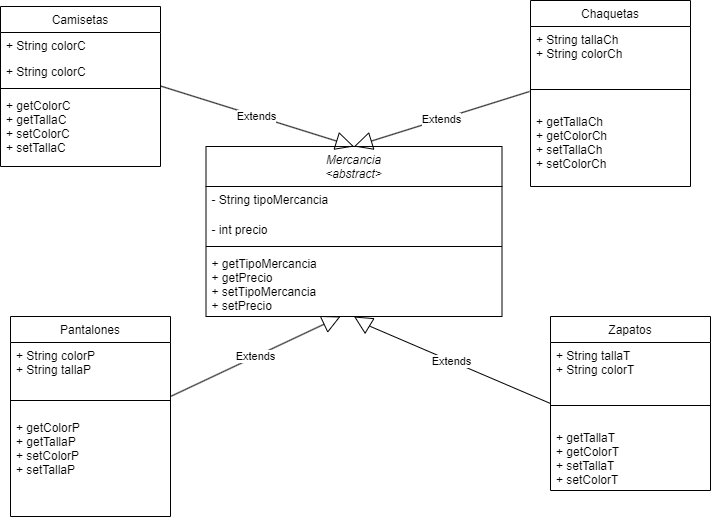 Camisetas
+ String colorC
+ String colorC
+ getColorC
+ getTallaC
+ setColorC
+ setTallaC
Extends
Chaquetas
+ String tallaCh
+ String colorCh
+ getTallaCh
+ getColorCh
+ setTallaCh
+ setColorCh
Extends
Mercancia
<abstract>
- String tipoMercancia
- int precio
+ getTipoMercancia
+ getPrecio
+ setTipoMercancia
+ setPrecio
Pantalones
+ String colorP
+ String tallaP
+ getColorP
+ getTallaP
+ setColorP
+ setTallaP
Extends
Extends
Zapatos
+ String tallaT
+ String colorT
+ getTallaT
+ getColorT
+ setTallaT
+ setColorT